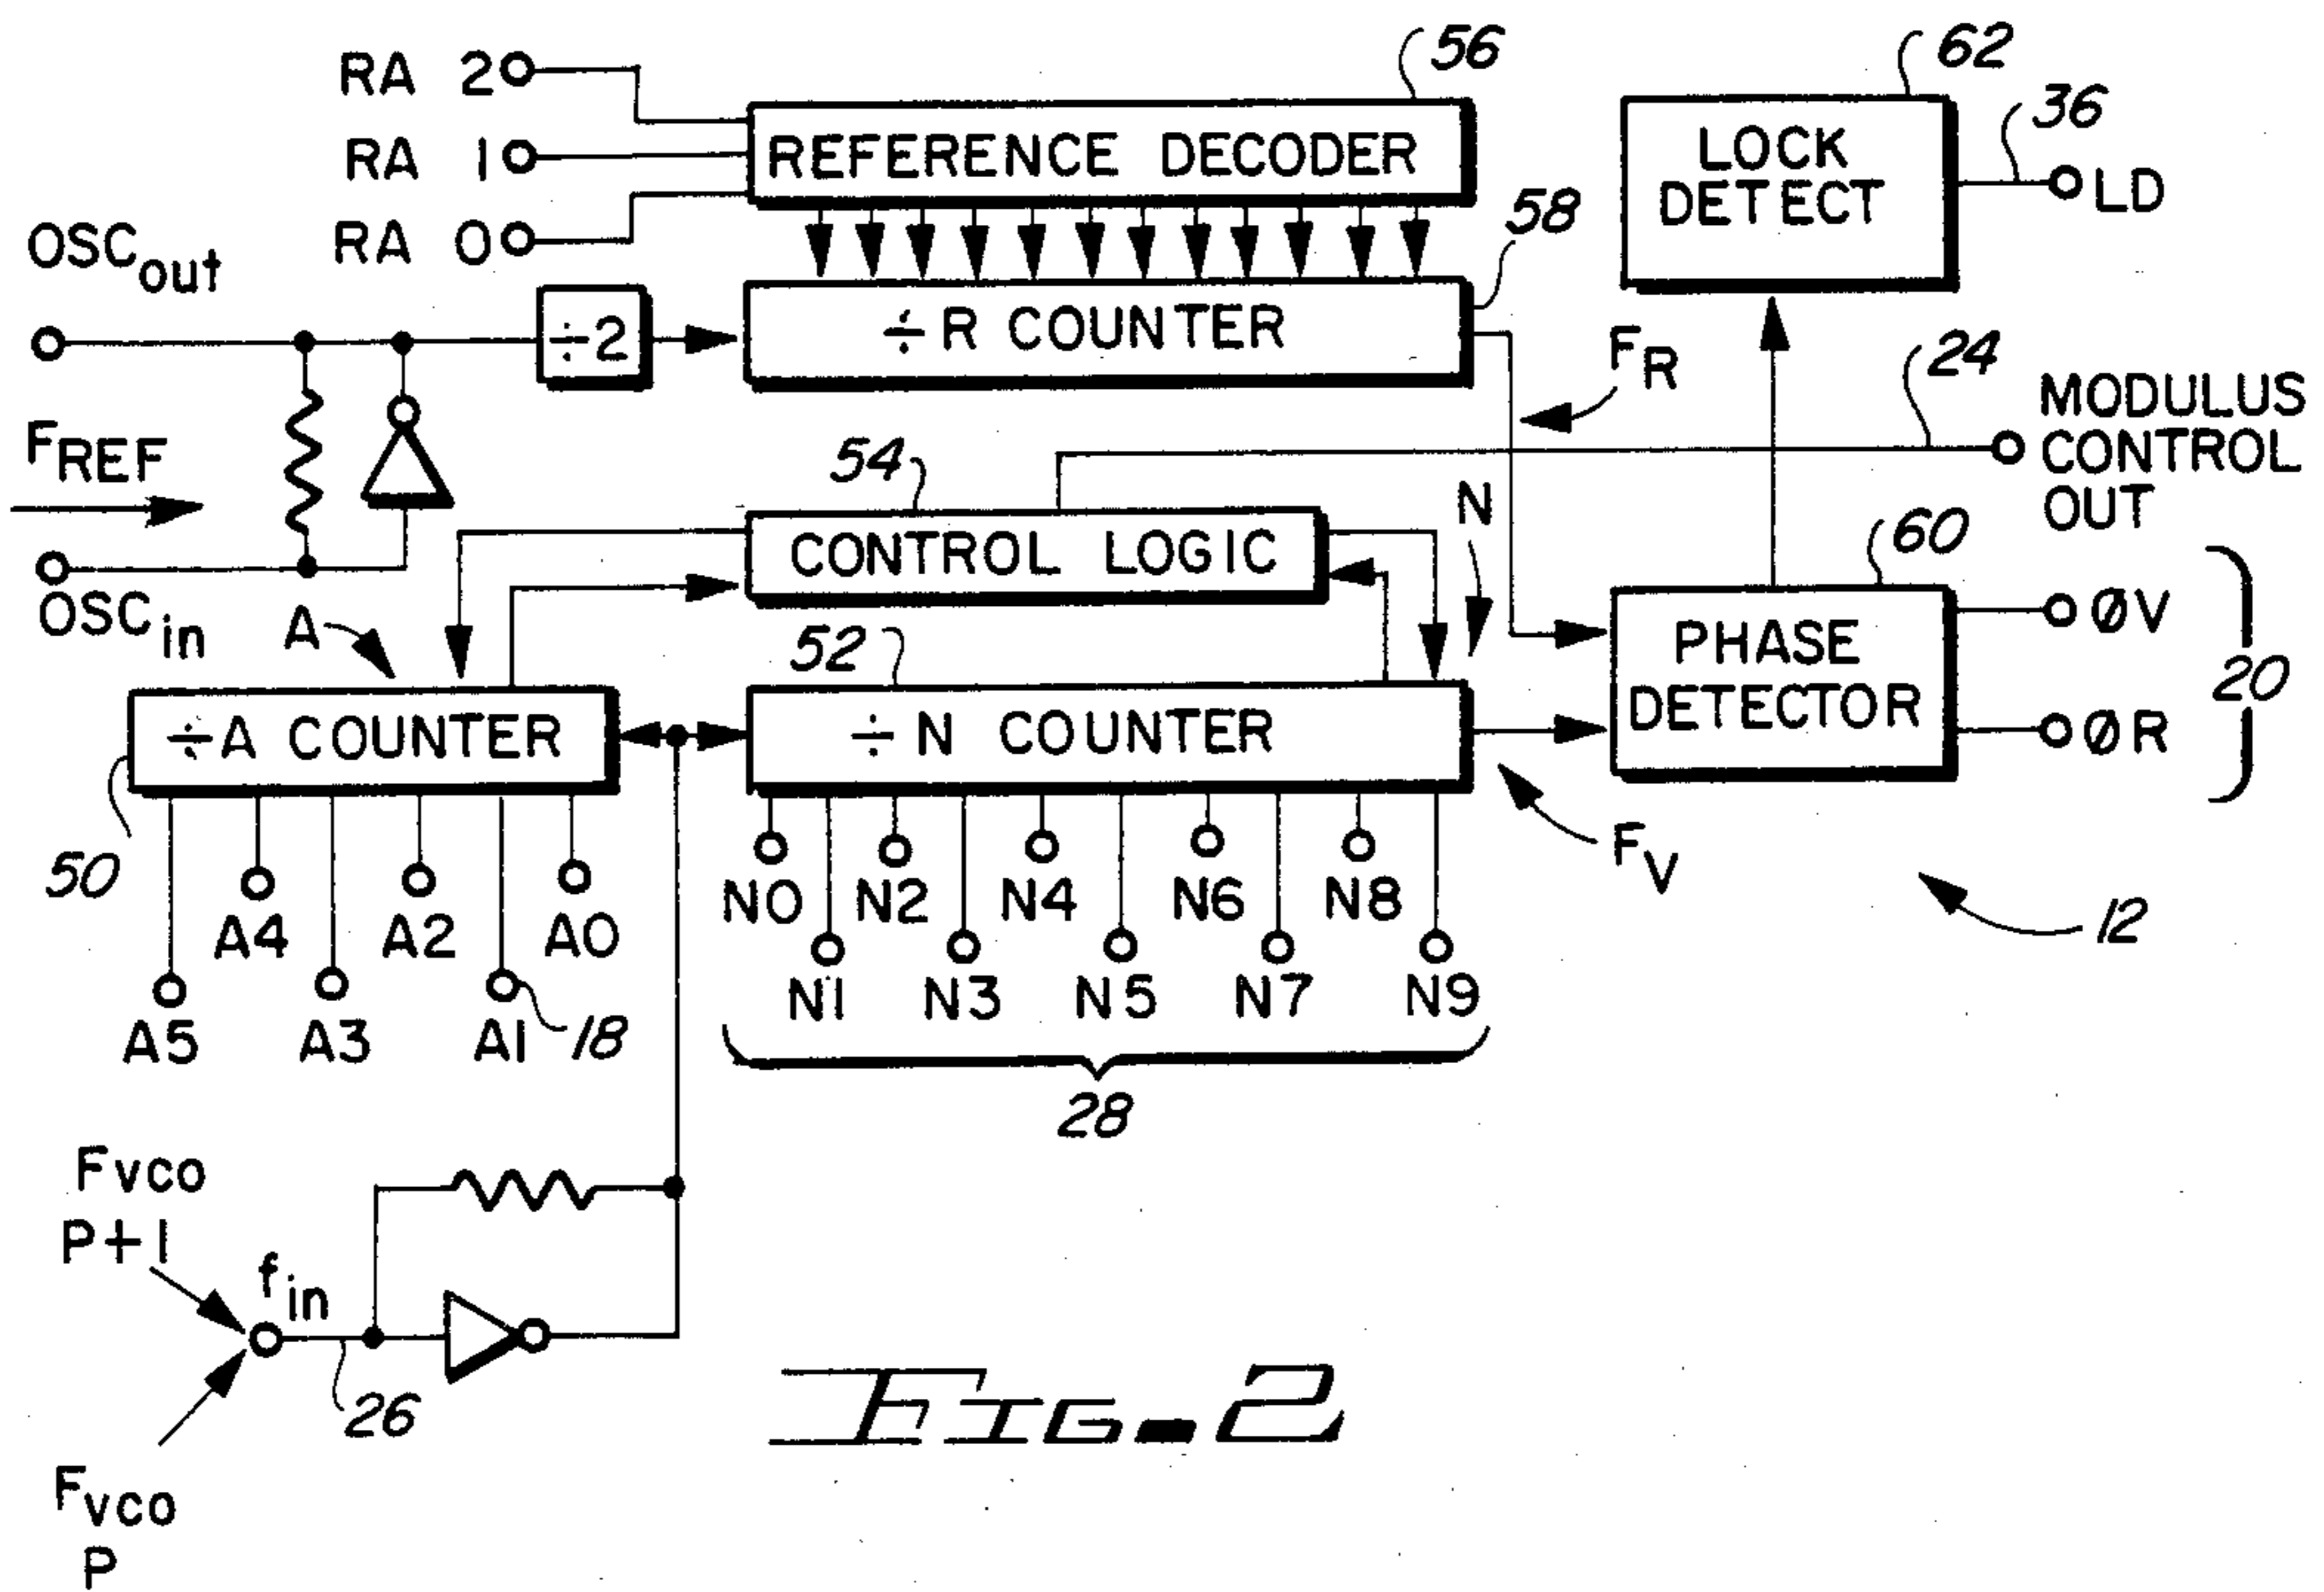 RA 2
RA 1
RA 0
56
REFERENCE DECODER
62
LOCK
DETECT
36
LD
OSCout
÷2
58
÷R COUNTER
FR
24
MODULUS
CONTROL
OUT
FREF
OSCin
54
CONTROL LOGIC
N
60
PHASE
DETECTOR
ØV
ØR
20
A
÷A COUNTER
50
52
÷N COUNTER
FV
12
A5
A4
A3
A2
A1
A0
18
N0
N1
N2
N3
N4
N5
N6
N7
N8
N9
28
Fvco
P+1
fin
26
Fvco
P
FIG-2